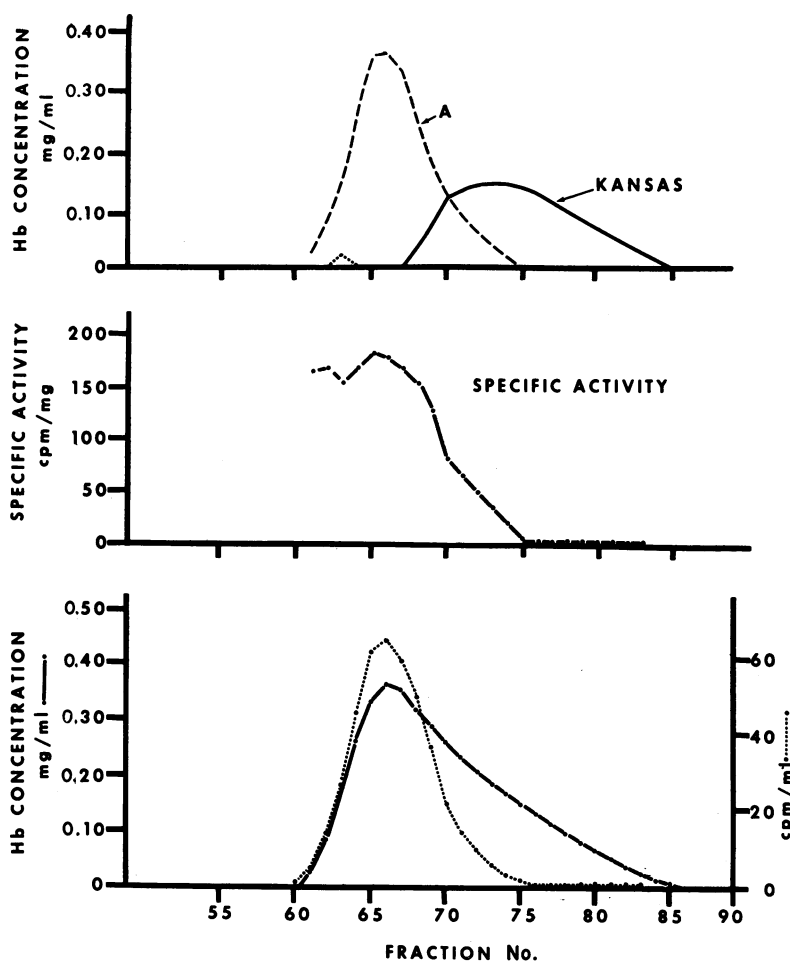 Hb CONCENTRATION
mg/ml
0.40
0.30
0.20
0.10
0
A
KANSAS
SPECIFIC ACTIVITY
cpm/mg
200
150
100
50
0
SPECIFIC ACTIVITY
Hb CONCENTRATION
mg/ml
0.50
0.40
0.30
0.20
0.10
0
60
40
20
0
cpm/ml
55 60 65 70 75 80 85 90
FRACTION No.